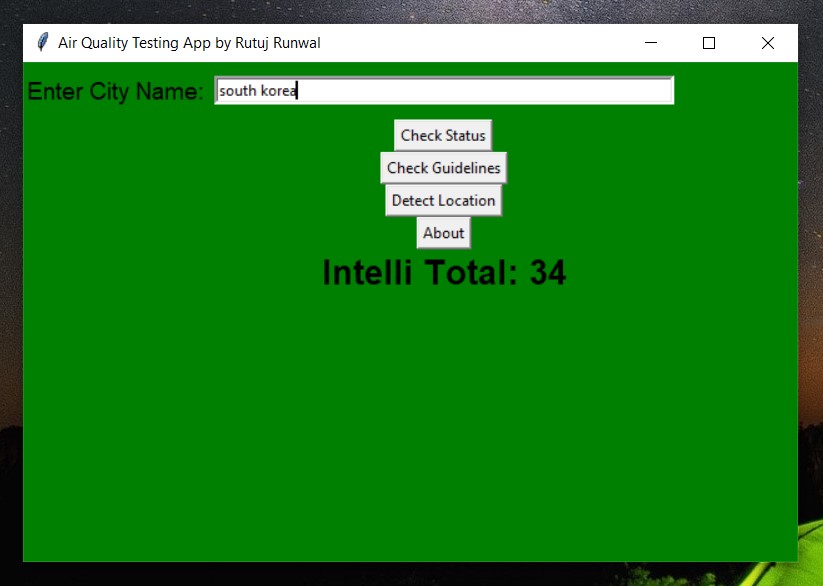 Air Quality Testing App by Rutuj Runwal
Enter City Name: south korea
Check Status
Check Guidelines
Detect Location
About
Intelli Total: 34